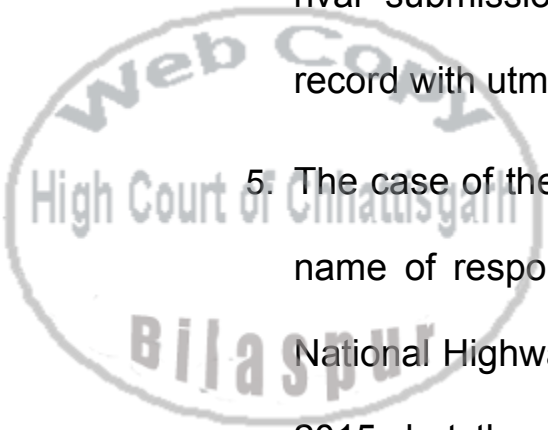 rival submissio
Web Copy
record with utm
High Court of Chhattisgarh
5. The case of the
name of respo
Bilaspur
National Highwa
2015, but the